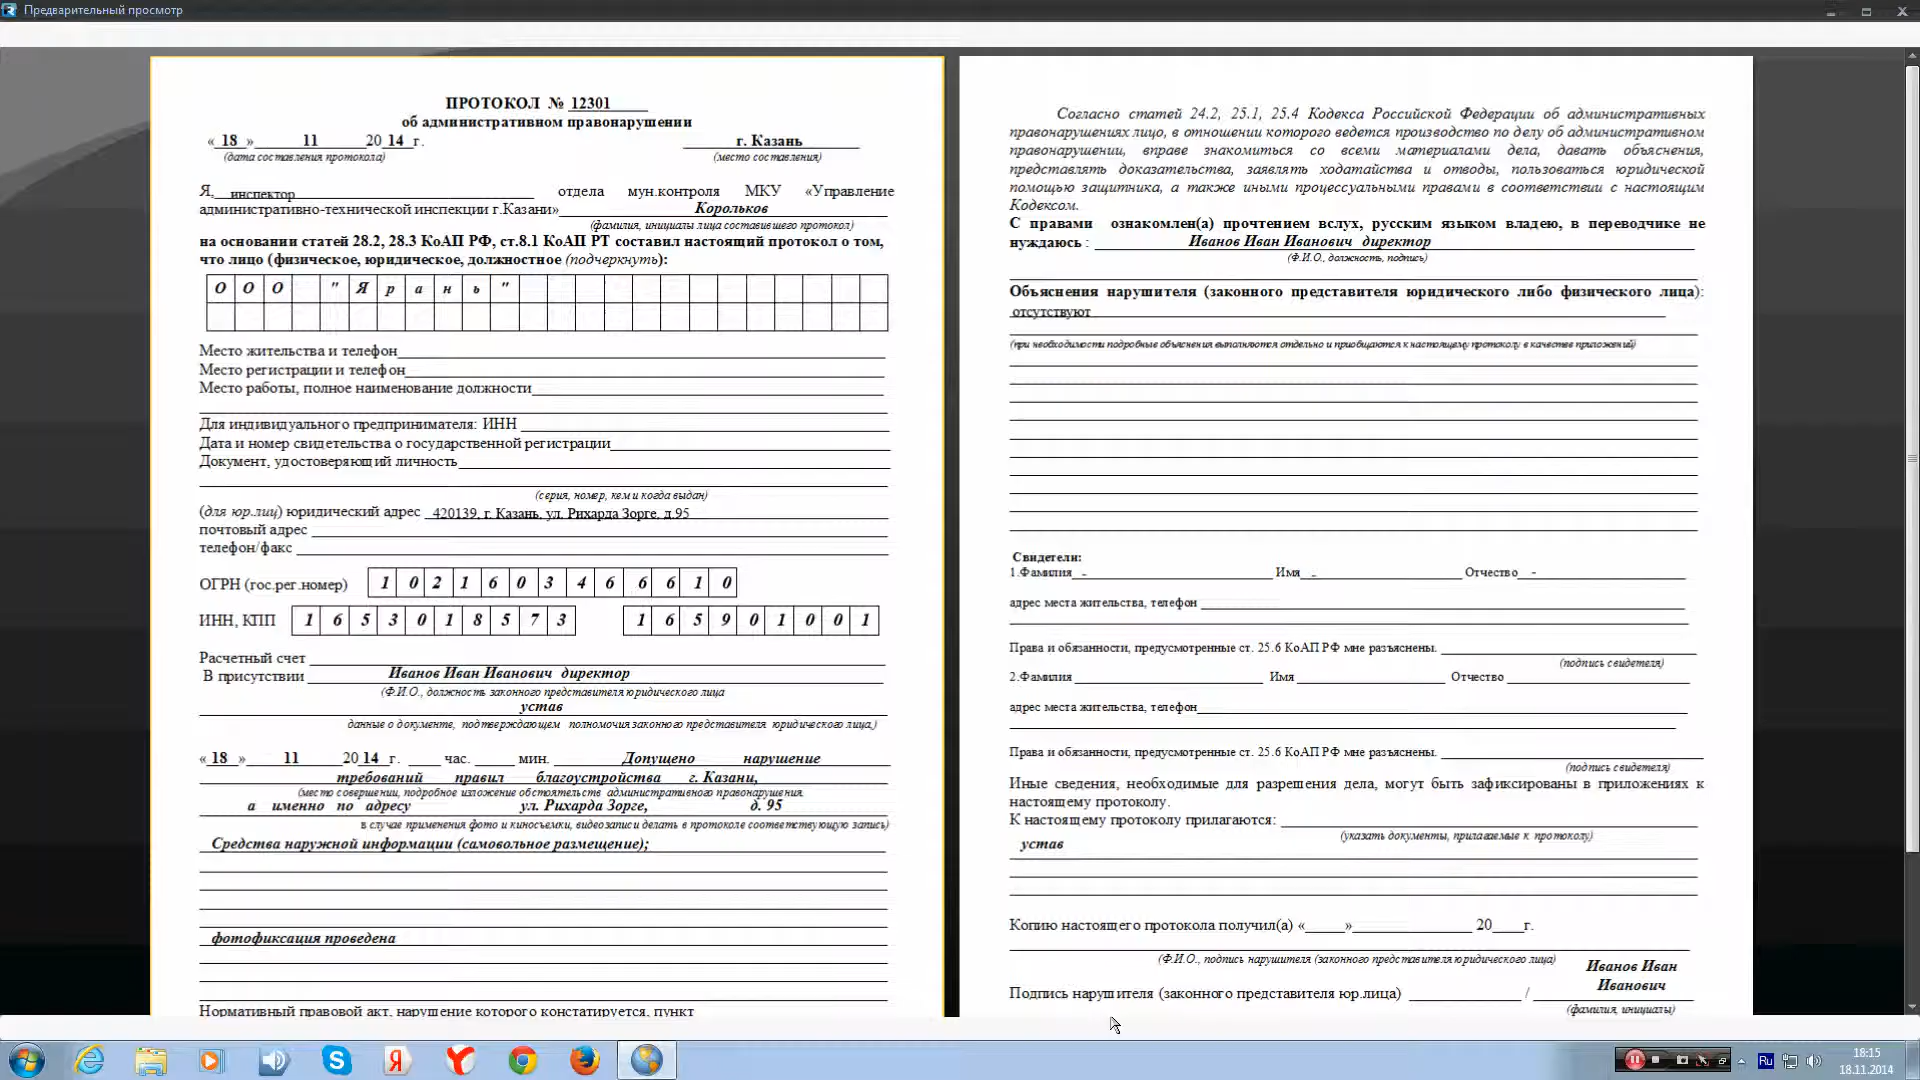 Предварительный просмотр
ПРОТОКОЛ № 12301
об административном правонарушении
« 18 » 11 20 14 г. г. Казань
(дата составления протокола) (место составления)
Я, инспектор отдела мун.контроля МКУ «Управление
административно-технической инспекции г.Казани» Корольков
(фамилия, инициалы лица составившего протокол)
на основании статей 28.2, 28.3 КоАП РФ, ст.8.1 КоАП РТ составил настоящий протокол о том,
что лицо (физическое, юридическое, должностное (подчеркнуть):
О О О " Я р а н ь "
Место жительства и телефон
Место регистрации и телефон
Место работы, полное наименование должности
Для индивидуального предпринимателя: ИНН
Дата и номер свидетельства о государственной регистрации
Документ, удостоверяющий личность
(серия, номер, кем и когда выдан)
(для юр.лиц) юридический адрес 420139, г. Казань, ул. Рихарда Зорге, д.95
почтовый адрес
телефон/факс
ОГРН (гос.рег.номер) 1 0 2 1 6 0 3 4 6 6 6 1 0
ИНН, КПП 1 6 5 3 0 1 8 5 7 3 1 6 5 9 0 1 0 0 1
Расчетный счет
В присутствии Иванов Иван Иванович директор
(Ф.И.О., должность законного представителя юридического лица
устав
данные о документе, подтверждающем полномочия законного представителя юридического лица,)
« 18 » 11 20 14 г. час. мин. Допущено нарушение
требований правил благоустройства г. Казани,
(место совершении, подробное изложение обстоятельств административного правонарушения.
а именно по адресу ул. Рихарда Зорге, д. 95
в случае применения фото и киносъемки, видеозаписи делать в протоколе соответствующую запись)
Средства наружной информации (самовольное размещение);
фотофиксация проведена
Нормативный правовой акт, нарушение которого констатируется, пункт
Согласно статей 24.2, 25.1, 25.4 Кодекса Российской Федерации об административных
правонарушениях лицо, в отношении которого ведется производство по делу об административном
правонарушении, вправе знакомиться со всеми материалами дела, давать объяснения,
представлять доказательства, заявлять ходатайства и отводы, пользоваться юридической
помощью защитника, а также иными процессуальными правами в соответствии с настоящим
Кодексом.
С правами ознакомлен(а) прочтением вслух, русским языком владею, в переводчике не
нуждаюсь : Иванов Иван Иванович директор
(Ф.И.О., должность, подпись)
Объяснения нарушителя (законного представителя юридического либо физического лица):
отсутствуют
(при необходимости подробные объяснения выполняются отдельно и приобщаются к настоящему протоколу в качестве приложений)
Свидетели:
1.Фамилия - Имя - Отчество -
адрес места жительства, телефон
Права и обязанности, предусмотренные ст. 25.6 КоАП РФ мне разъяснены.
(подпись свидетеля)
2.Фамилия Имя Отчество
адрес места жительства, телефон
Права и обязанности, предусмотренные ст. 25.6 КоАП РФ мне разъяснены.
(подпись свидетеля)
Иные сведения, необходимые для разрешения дела, могут быть зафиксированы в приложениях к
настоящему протоколу.
К настоящему протоколу прилагаются:
(указать документы, прилагаемые к протоколу)
устав
Копию настоящего протокола получил(а) « » 20 г.
(Ф.И.О., подпись нарушителя (законного представителя юридического лица)
Иванов Иван
Иванович
Подпись нарушителя (законного представителя юр.лица) /
(фамилия, инициалы)
Ru
18:15
18.11.2014